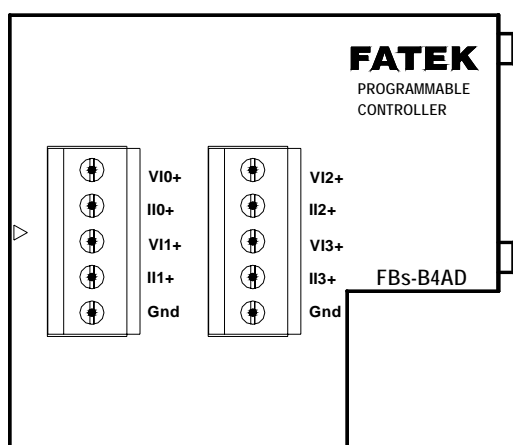 FATEK
PROGRAMMABLE
CONTROLLER
VI0+
II0+
VI1+
II1+
Gnd
VI2+
II2+
VI3+
II3+
Gnd
FBs-B4AD